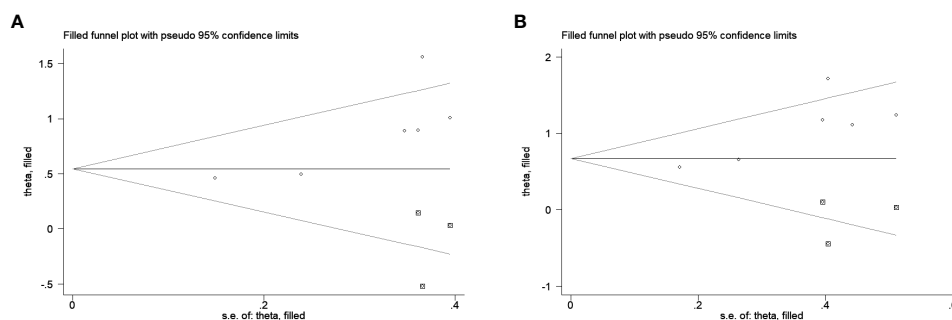 A
Filled funnel plot with pseudo 95% confidence limits
theta, filled
1.5
1
.5
0
-.5
0
.2
.4
s.e. of: theta, filled
B
Filled funnel plot with pseudo 95% confidence limits
theta, filled
2
1
0
-1
0
.2
.4
s.e. of: theta, filled